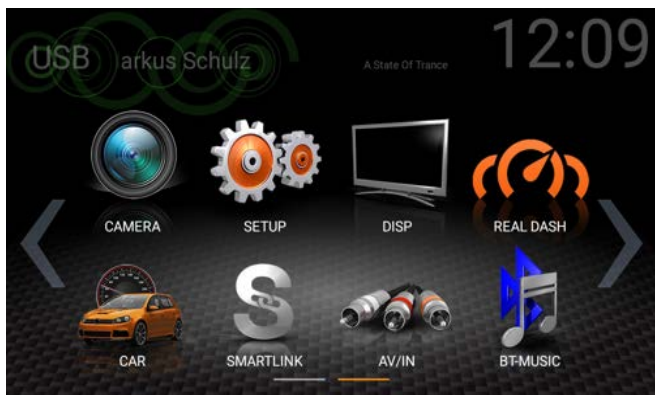 USB arkus Schulz A State Of Trance 12:09
CAMERA SETUP DISP REAL DASH
CAR SMARTLINK AV/IN BT-MUSIC